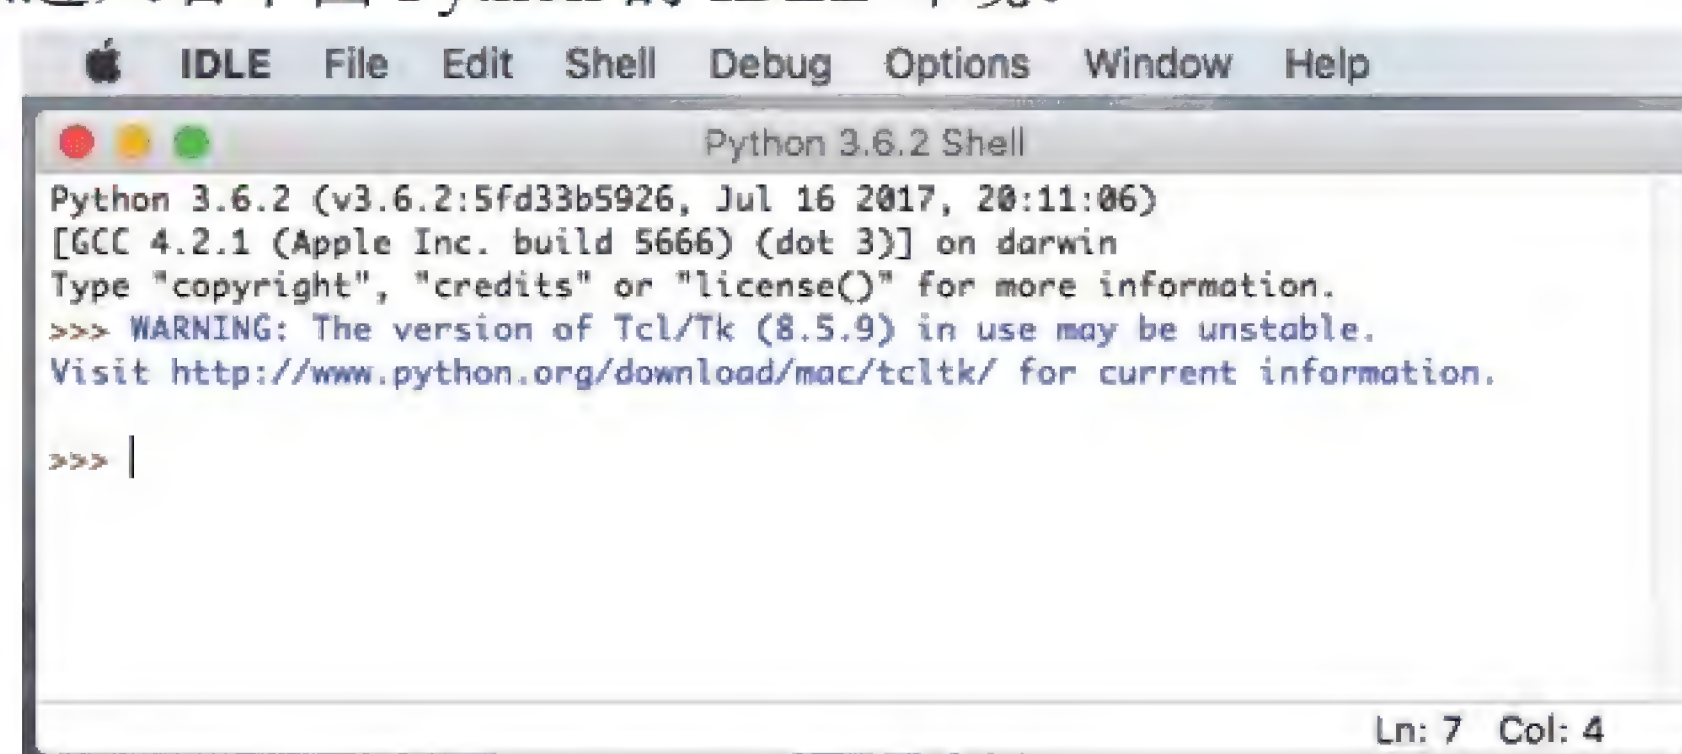 Python 的 IDLE
IDLE File Edit Shell Debug Options Window Help
Python 3.6.2 Shell
Python 3.6.2 (v3.6.2:5fd33b5926, Jul 16 2017, 20:11:06)
[GCC 4.2.1 (Apple Inc. build 5666) (dot 3)] on darwin
Type "copyright", "credits" or "license()" for more information.
>>> WARNING: The version of Tcl/Tk (8.5.9) in use may be unstable.
Visit http://www.python.org/download/mac/tcltk/ for current information.
>>>
Ln: 7 Col: 4